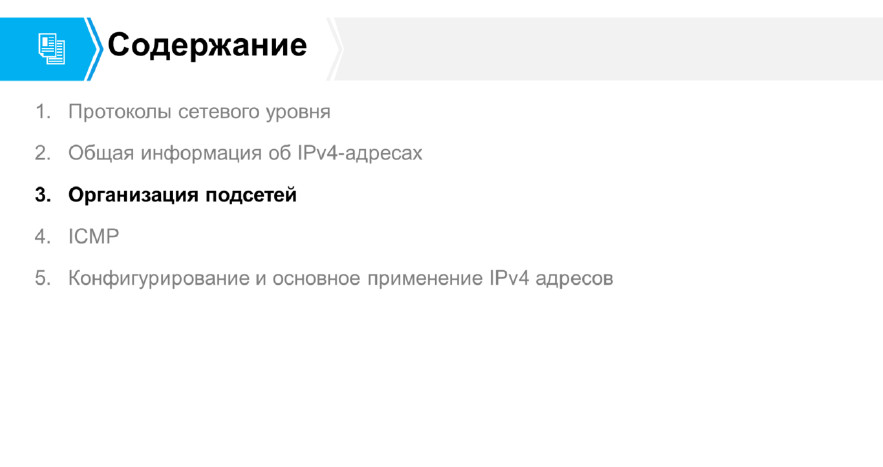 Содержание
1. Протоколы сетевого уровня
2. Общая информация об IPv4-адресах
3. Организация подсетей
4. ICMP
5. Конфигурирование и основное применение IPv4 адресов